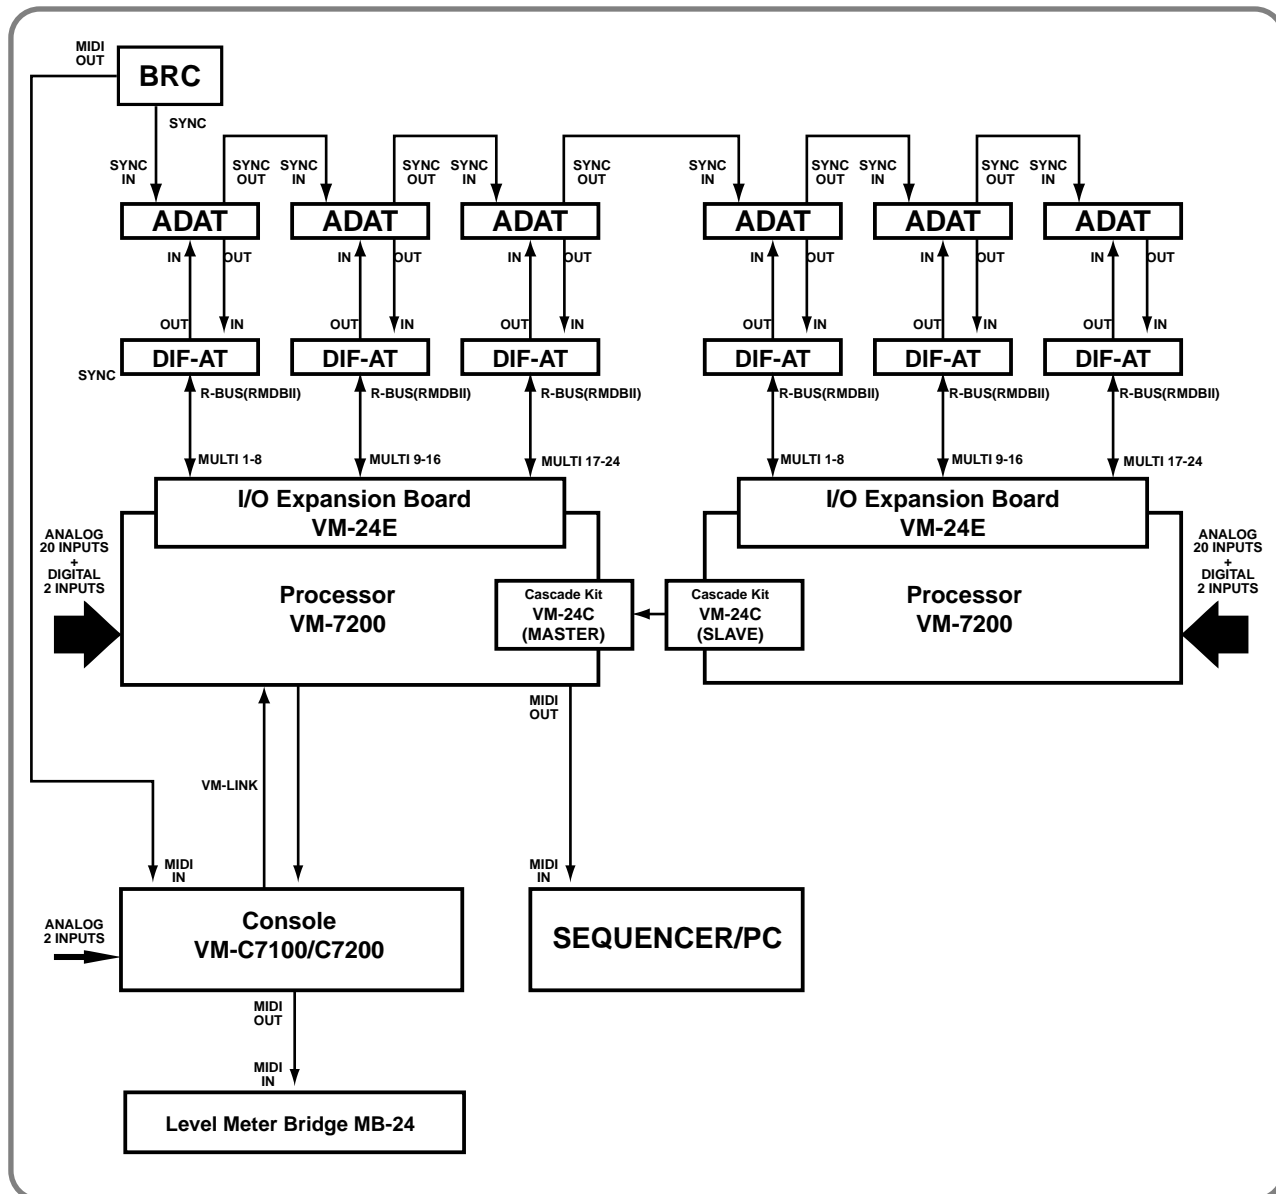 MIDI
OUT
BRC
SYNC
SYNC
IN
SYNC
OUT
SYNC
IN
SYNC
OUT
SYNC
IN
SYNC
OUT
SYNC
IN
SYNC
OUT
SYNC
IN
SYNC
OUT
SYNC
IN
ADAT
ADAT
ADAT
ADAT
ADAT
ADAT
IN
OUT
IN
OUT
IN
OUT
IN
OUT
IN
OUT
IN
OUT
OUT
IN
OUT
IN
OUT
IN
OUT
IN
OUT
IN
OUT
IN
SYNC
DIF-AT
DIF-AT
DIF-AT
DIF-AT
DIF-AT
DIF-AT
R-BUS(RMDBII)
R-BUS(RMDBII)
R-BUS(RMDBII)
R-BUS(RMDBII)
R-BUS(RMDBII)
R-BUS(RMDBII)
MULTI 1-8
MULTI 9-16
MULTI 17-24
MULTI 1-8
MULTI 9-16
MULTI 17-24
I/O Expansion Board
VM-24E
I/O Expansion Board
VM-24E
ANALOG
20 INPUTS
+
DIGITAL
2 INPUTS
Processor
VM-7200
Cascade Kit
VM-24C
(MASTER)
Cascade Kit
VM-24C
(SLAVE)
Processor
VM-7200
ANALOG
20 INPUTS
+
DIGITAL
2 INPUTS
MIDI
OUT
VM-LINK
MIDI
IN
MIDI
IN
ANALOG
2 INPUTS
Console
VM-C7100/C7200
SEQUENCER/PC
MIDI
OUT
MIDI
IN
Level Meter Bridge MB-24